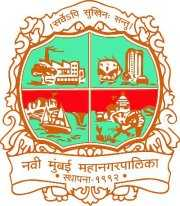 ।सर्वेऽपि सुखिनः सन्तु।
नवी मुंबई महानगरपालिका
• स्थापना-१९९२ •